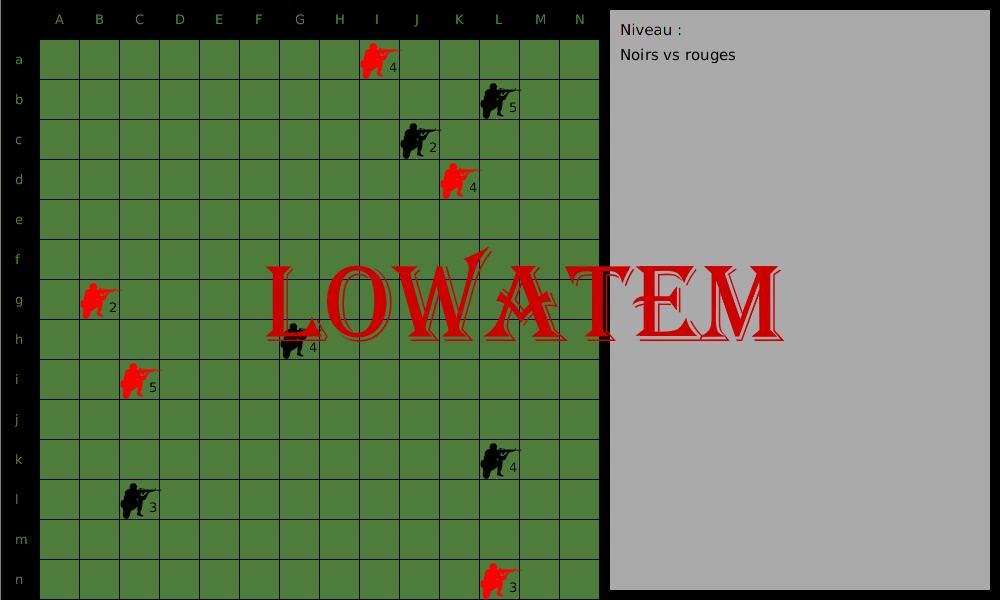 A B C D E F G H I J K L M N
Niveau :
Noirs vs rouges
a 4
b 5
c 2
d 4
e
f
g 2
LOWATEM
h 4
i 5
j
k 4
l 3
m
n 3